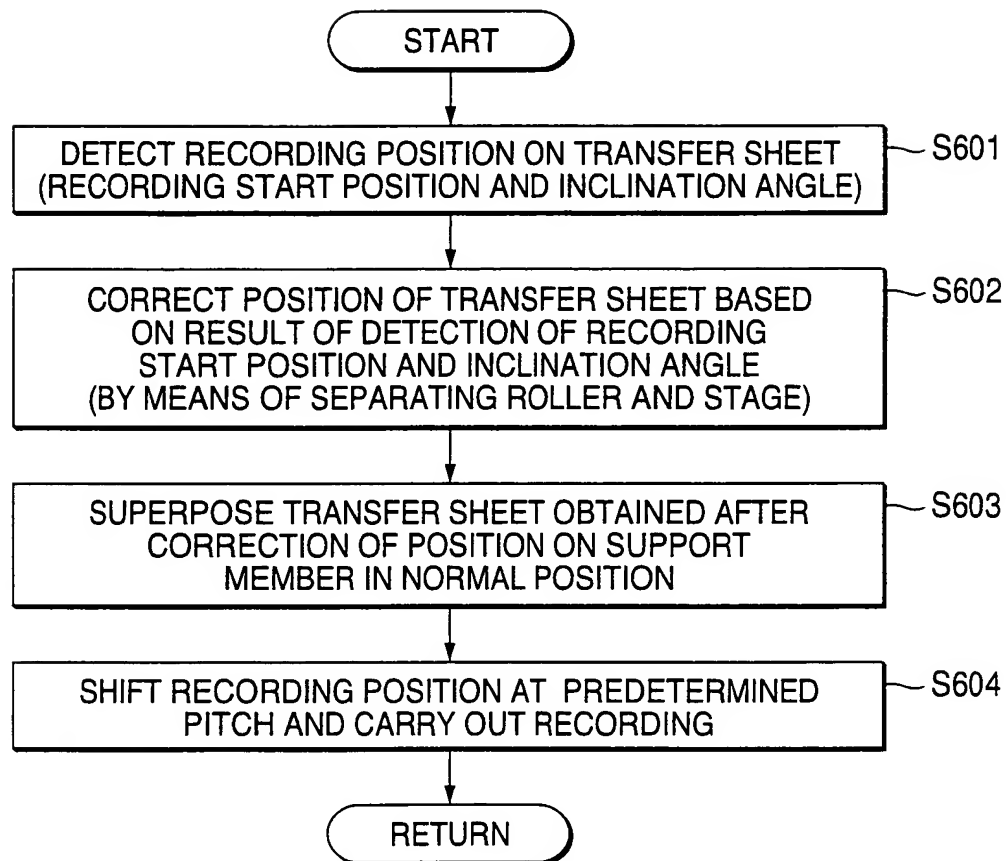 START
DETECT RECORDING POSITION ON TRANSFER SHEET
(RECORDING START POSITION AND INCLINATION ANGLE)
S601
CORRECT POSITION OF TRANSFER SHEET BASED
ON RESULT OF DETECTION OF RECORDING
START POSITION AND INCLINATION ANGLE
(BY MEANS OF SEPARATING ROLLER AND STAGE)
S602
SUPERPOSE TRANSFER SHEET OBTAINED AFTER
CORRECTION OF POSITION ON SUPPORT
MEMBER IN NORMAL POSITION
S603
SHIFT RECORDING POSITION AT PREDETERMINED
PITCH AND CARRY OUT RECORDING
S604
RETURN